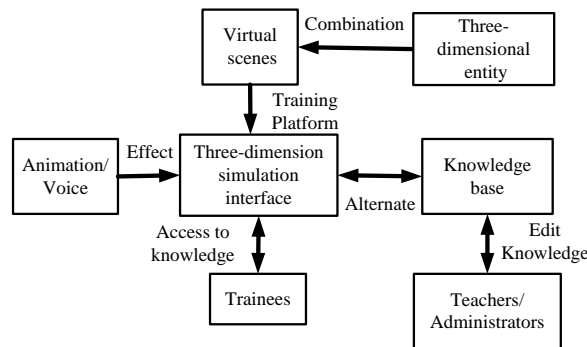 Virtual
scenes
Combination
Three-
dimensional
entity
Training
Platform
Animation/
Voice
Effect
Three-dimension
simulation
interface
Alternate
Knowledge
base
Access to
knowledge
Edit
Knowledge
Trainees
Teachers/
Administrators